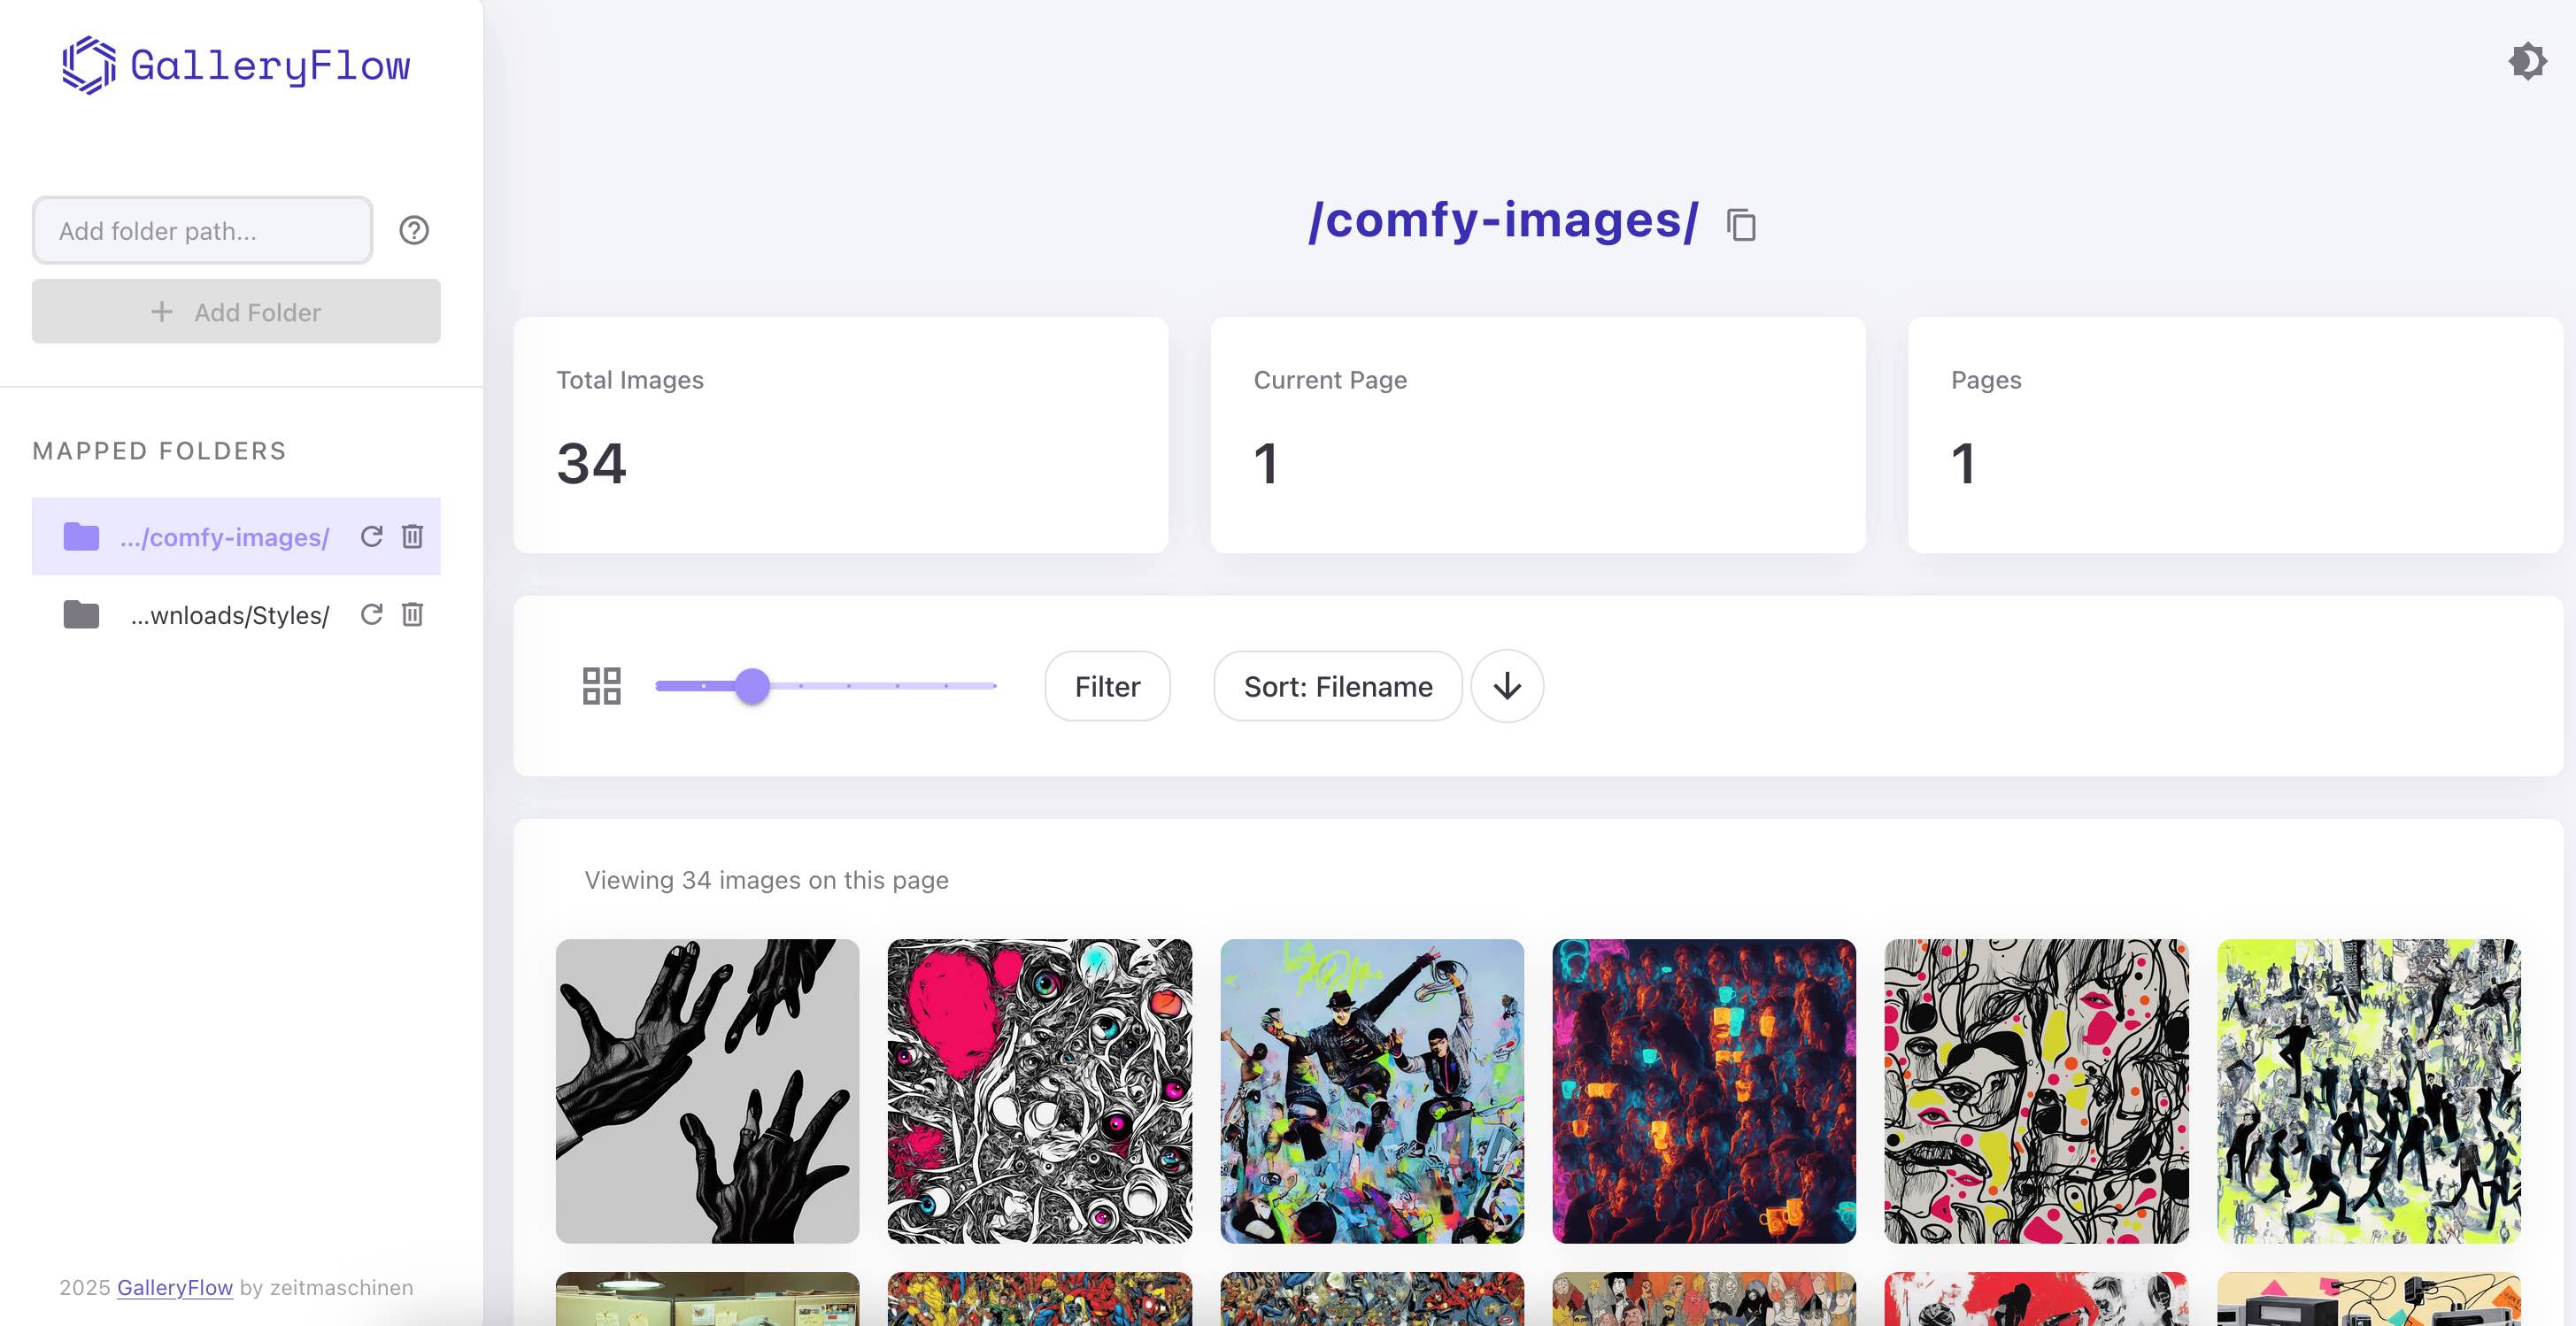 GalleryFlow
Add folder path...
Add Folder
MAPPED FOLDERS
.../comfy-images/
...wnloads/Styles/
2025 GalleryFlow by zeitmaschinen
/comfy-images/
Total Images
34
Current Page
1
Pages
1
Filter
Sort: Filename
Viewing 34 images on this page